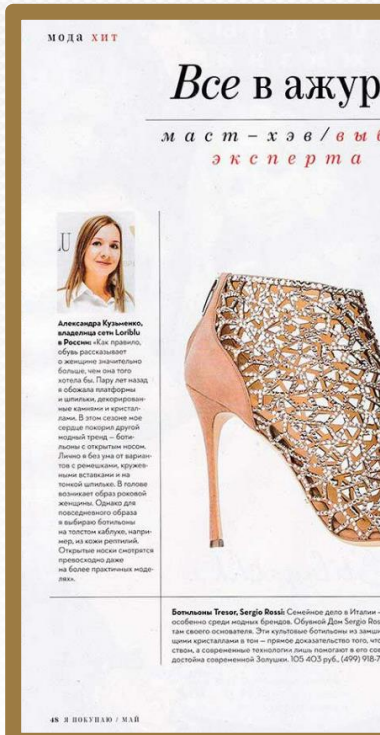 мода хит
Все в ажур
маст-хэв/выб
эксперта
Александра Кузьменко,
владелица сети Loriblu
в России: «Как правило,
обувь рассказывает
о женщине значительно
больше, чем она того
хотела бы. Пару лет назад
я обожала платформы
и шпильки, декорирован-
ные камнями и кристал-
лами. В этом сезоне мое
сердце покорил другой
модный тренд – боти-
льоны с открытым носом.
Лично я без ума от вариан-
тов с ремешками, кружев-
ными вставками и на
тонкой шпильке. В голове
возникает образ роковой
женщины. Однако для
повседневного образа
я выбираю ботильоны
на толстом каблуке, напри-
мер, из кожи рептилий.
Открытые носки смотрятся
превосходно даже
на более практичных моде-
лях».
Ботильоны Tresor, Sergio Rossi: Семейное дело в Италии –
особенно среди модных брендов. Обувной Дом Sergio Ros
там своего основателя. Эти культовые ботильоны из замши
щими кристаллами в тон – прямое доказательство того, что
ством, а современные технологии лишь помогают в его со
достойна современной Золушки. 105 403 руб., (499) 918-7
48 Я ПОКУПАЮ / МАЙ